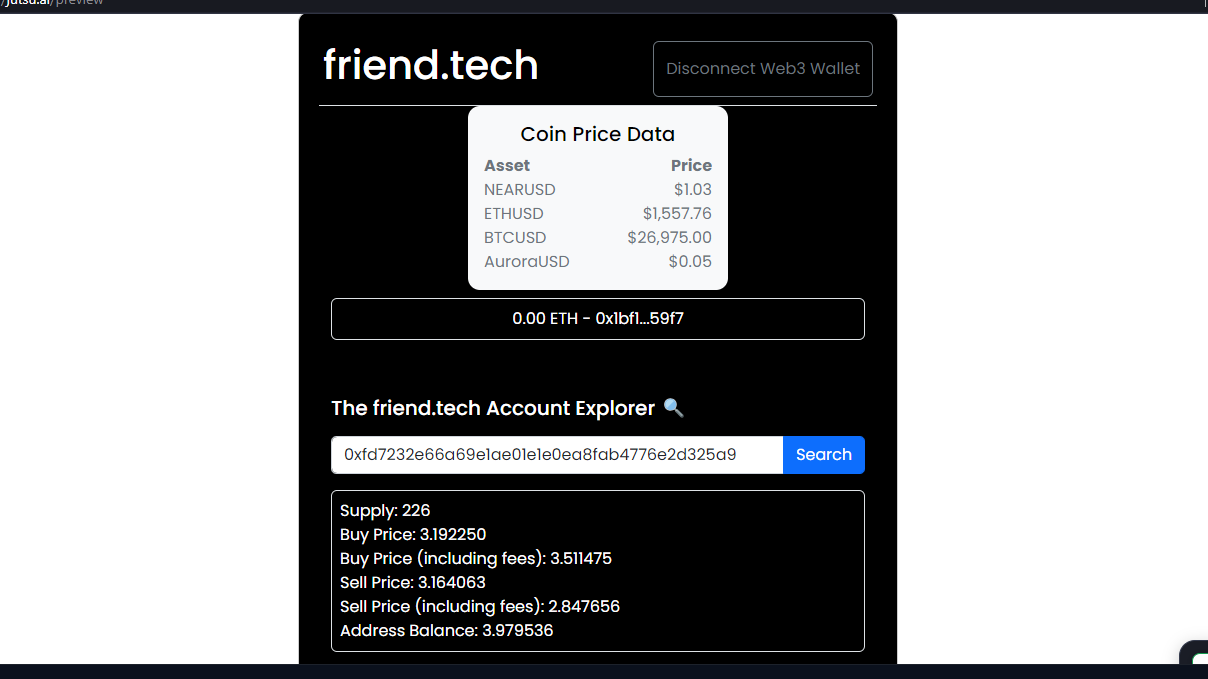 /jutsu.ai/preview
friend.tech
Disconnect Web3 Wallet
Coin Price Data
Asset Price
NEARUSD $1.03
ETHUSD $1,557.76
BTCUSD $26,975.00
AuroraUSD $0.05
0.00 ETH - 0x1bf1...59f7
The friend.tech Account Explorer 🔍
0xfd7232e66a69e1ae01e1e0ea8fab4776e2d325a9 Search
Supply: 226
Buy Price: 3.192250
Buy Price (including fees): 3.511475
Sell Price: 3.164063
Sell Price (including fees): 2.847656
Address Balance: 3.979536